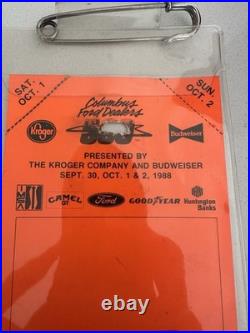 SAT.
OCT. 1
SUN.
OCT. 2
Columbus
Ford Dealers
500
Kroger
Budweiser
PRESENTED BY
THE KROGER COMPANY AND BUDWEISER
SEPT. 30, OCT. 1 & 2, 1988
CAMEL
GT
Ford
GOODYEAR
Huntington
Banks